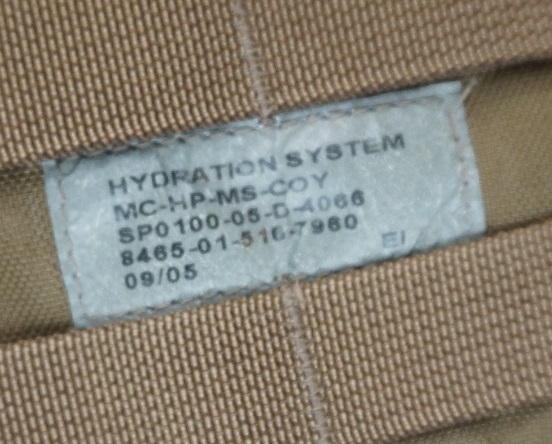 HYDRATION SYSTEM
MC-HP-MS-COY
SP0100-05-D-4066
8465-01-516-7960
EI
09/05